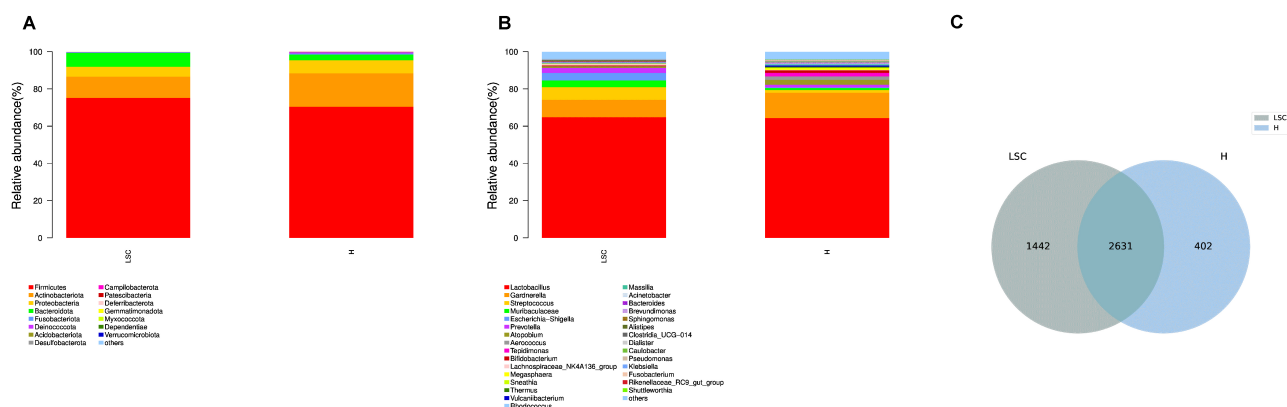 A
Relative abundance(%)
100
80
60
40
20
0
LSC
H
Firmicutes
Actinobacteriota
Proteobacteria
Bacteroidota
Fusobacteriota
Deinococcota
Acidobacteriota
Desulfobacterota
Campilobacterota
Patescibacteria
Deferribacterota
Gemmatimonadota
Myxococcota
Dependentiae
Verrucomicrobiota
others
B
Relative abundance(%)
100
80
60
40
20
0
LSC
H
Lactobacillus
Gardnerella
Streptococcus
Muribaculaceae
Escherichia-Shigella
Prevotella
Atopobium
Aerococcus
Tepidimonas
Bifidobacterium
Lachnospiraceae_NK4A136_group
Megasphaera
Sneathia
Thermus
Vulcaniibacterium
Rhodococcus
Massilia
Acinetobacter
Bacteroides
Brevundimonas
Sphingomonas
Alistipes
Clostridia_UCG-014
Dialister
Caulobacter
Pseudomonas
Klebsiella
Fusobacterium
Rikenellaceae_RC9_gut_group
Shuttleworthia
others
C
LSC
H
LSC
H
1442
2631
402